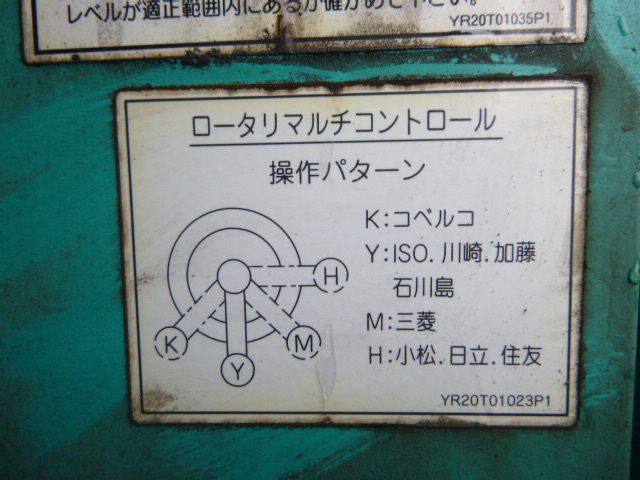 レベルが適正範囲内にあるか確かめて下さい。
YR20T01035P1
ロータリマルチコントロール
操作パターン
K:コベルコ
Y:ISO.川崎.加藤
石川島
M:三菱
H:小松.日立.住友
H
K
M
Y
YR20T01023P1